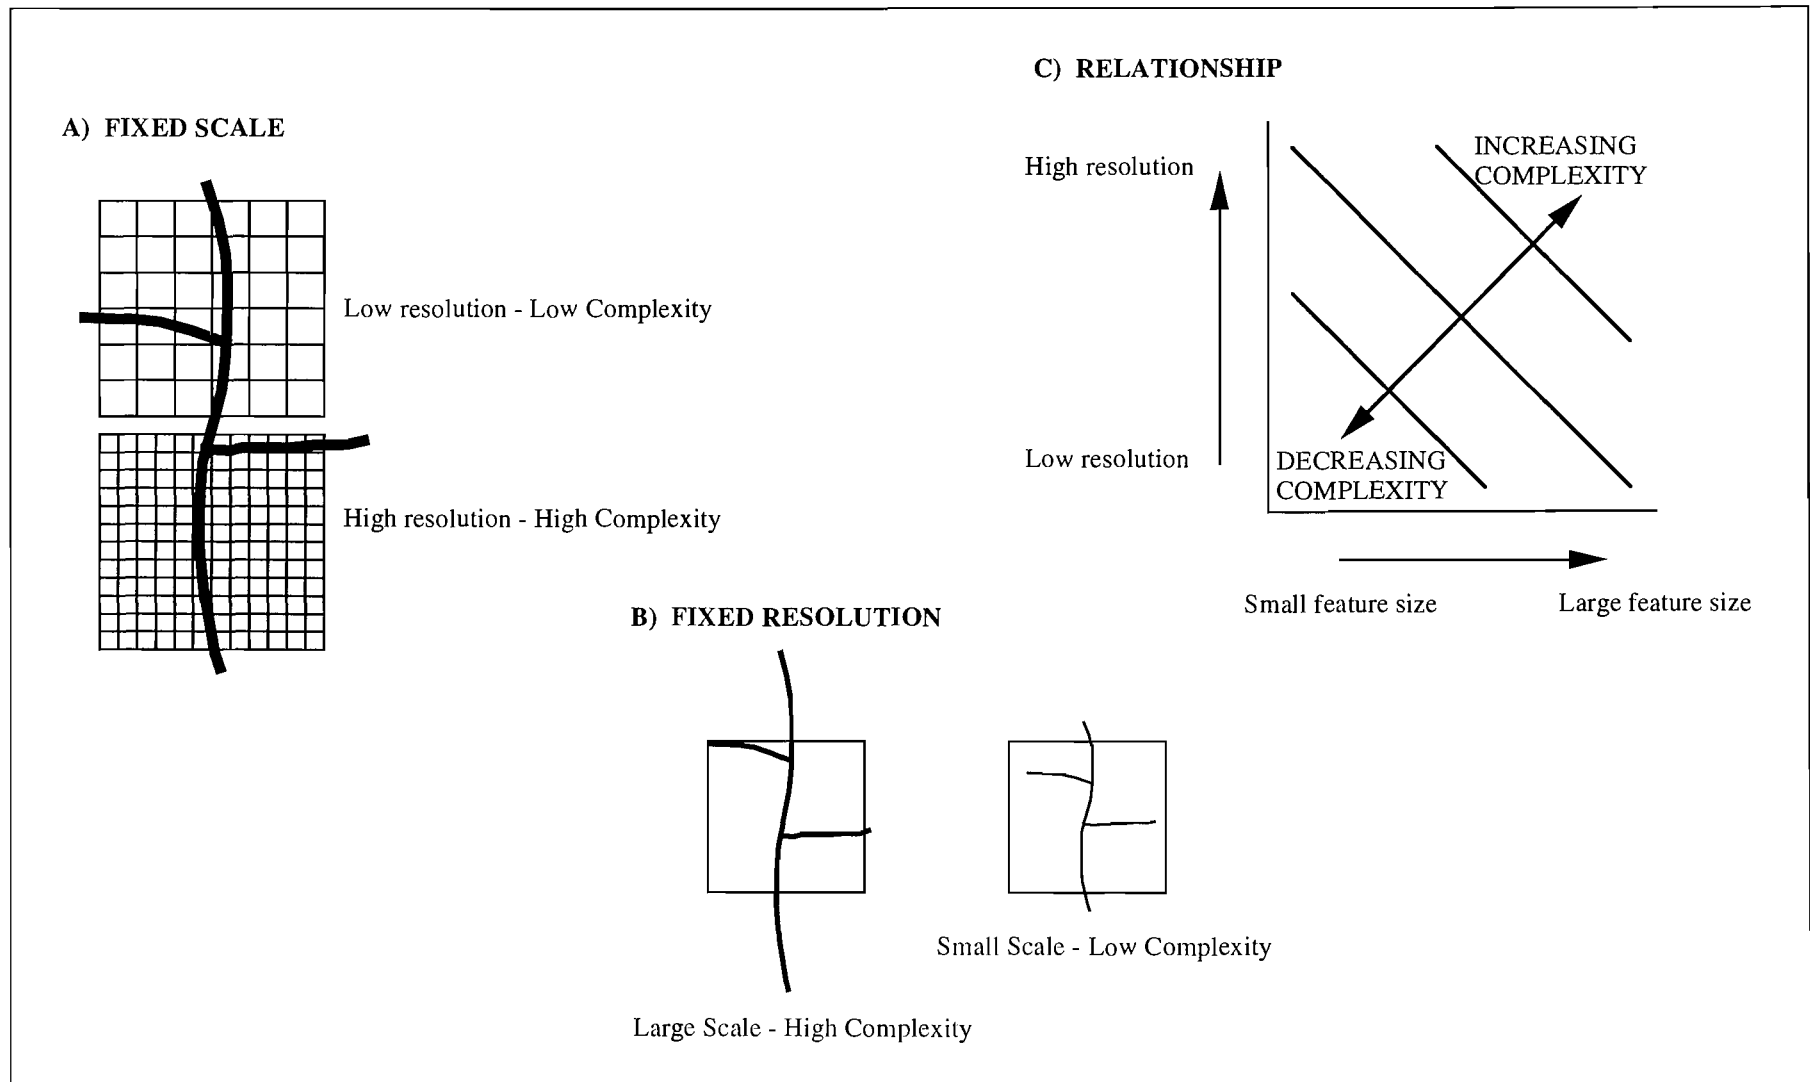 C) RELATIONSHIP
A) FIXED SCALE
High resolution
INCREASING
COMPLEXITY
Low resolution - Low Complexity
Low resolution
DECREASING
COMPLEXITY
High resolution - High Complexity
Small feature size
Large feature size
B) FIXED RESOLUTION
Small Scale - Low Complexity
Large Scale - High Complexity